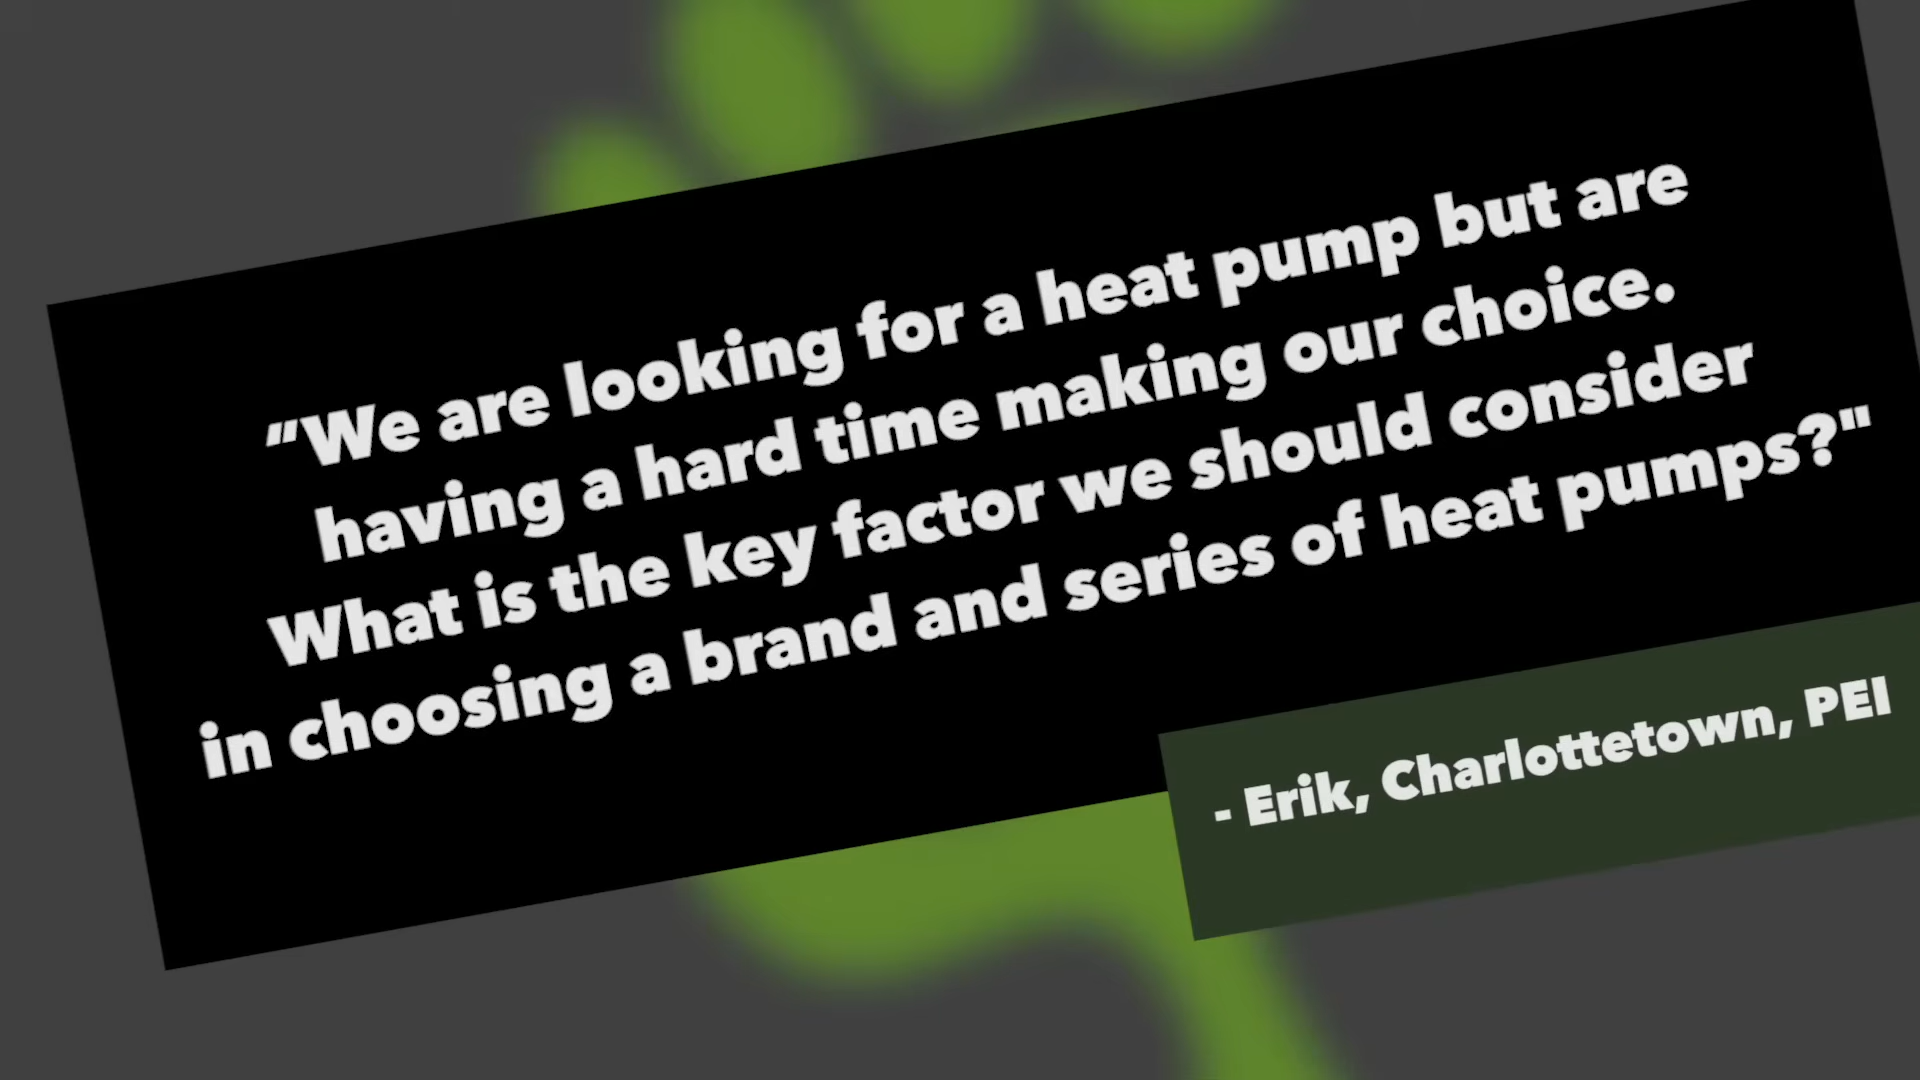 “We are looking for a heat pump but are
having a hard time making our choice.
What is the key factor we should consider
in choosing a brand and series of heat pumps?"
- Erik, Charlottetown, PEI